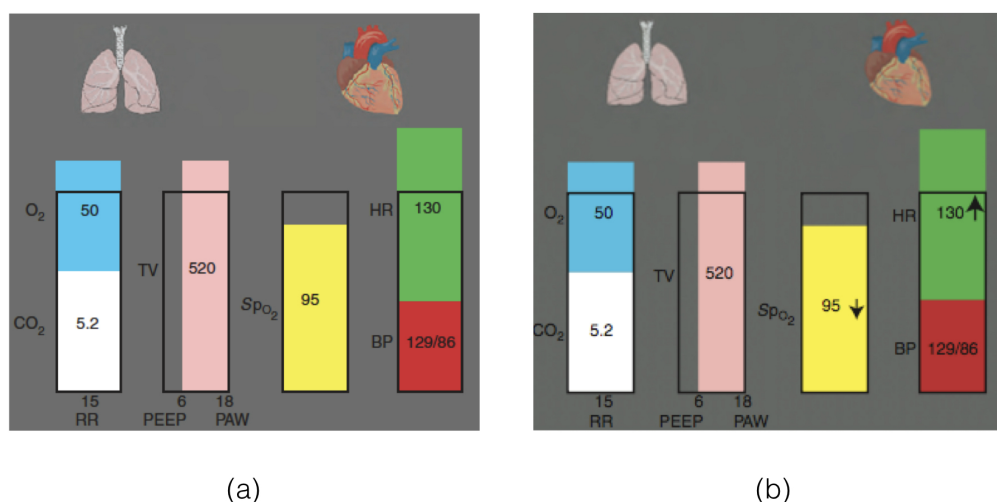 O₂ 50 HR 130
TV 520
SpO₂ 95
CO₂ 5.2 BP 129/86
15 6 18
RR PEEP PAW
(a)
O₂ 50 HR 130
TV 520
SpO₂ 95
CO₂ 5.2 BP 129/86
15 6 18
RR PEEP PAW
(b)